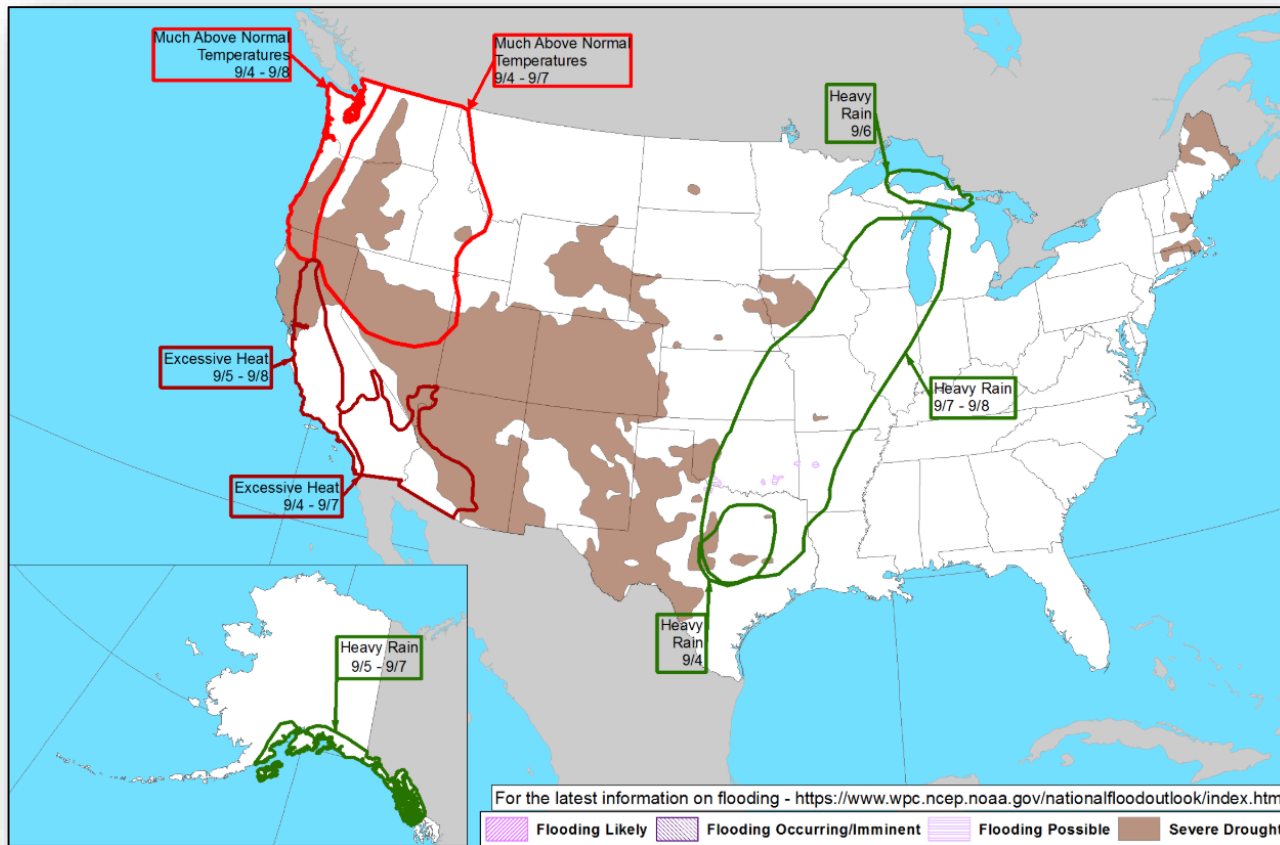 Much Above Normal
Temperatures
9/4 - 9/8
Much Above Normal
Temperatures
9/4 - 9/7
Heavy
Rain
9/6
Excessive Heat
9/5 - 9/8
Heavy Rain
9/7 - 9/8
Excessive Heat
9/4 - 9/7
Heavy
Rain
9/4
Heavy Rain
9/5 - 9/7
For the latest information on flooding - https://www.wpc.ncep.noaa.gov/nationalfloodoutlook/index.htm
Flooding Likely
Flooding Occurring/Imminent
Flooding Possible
Severe Drought